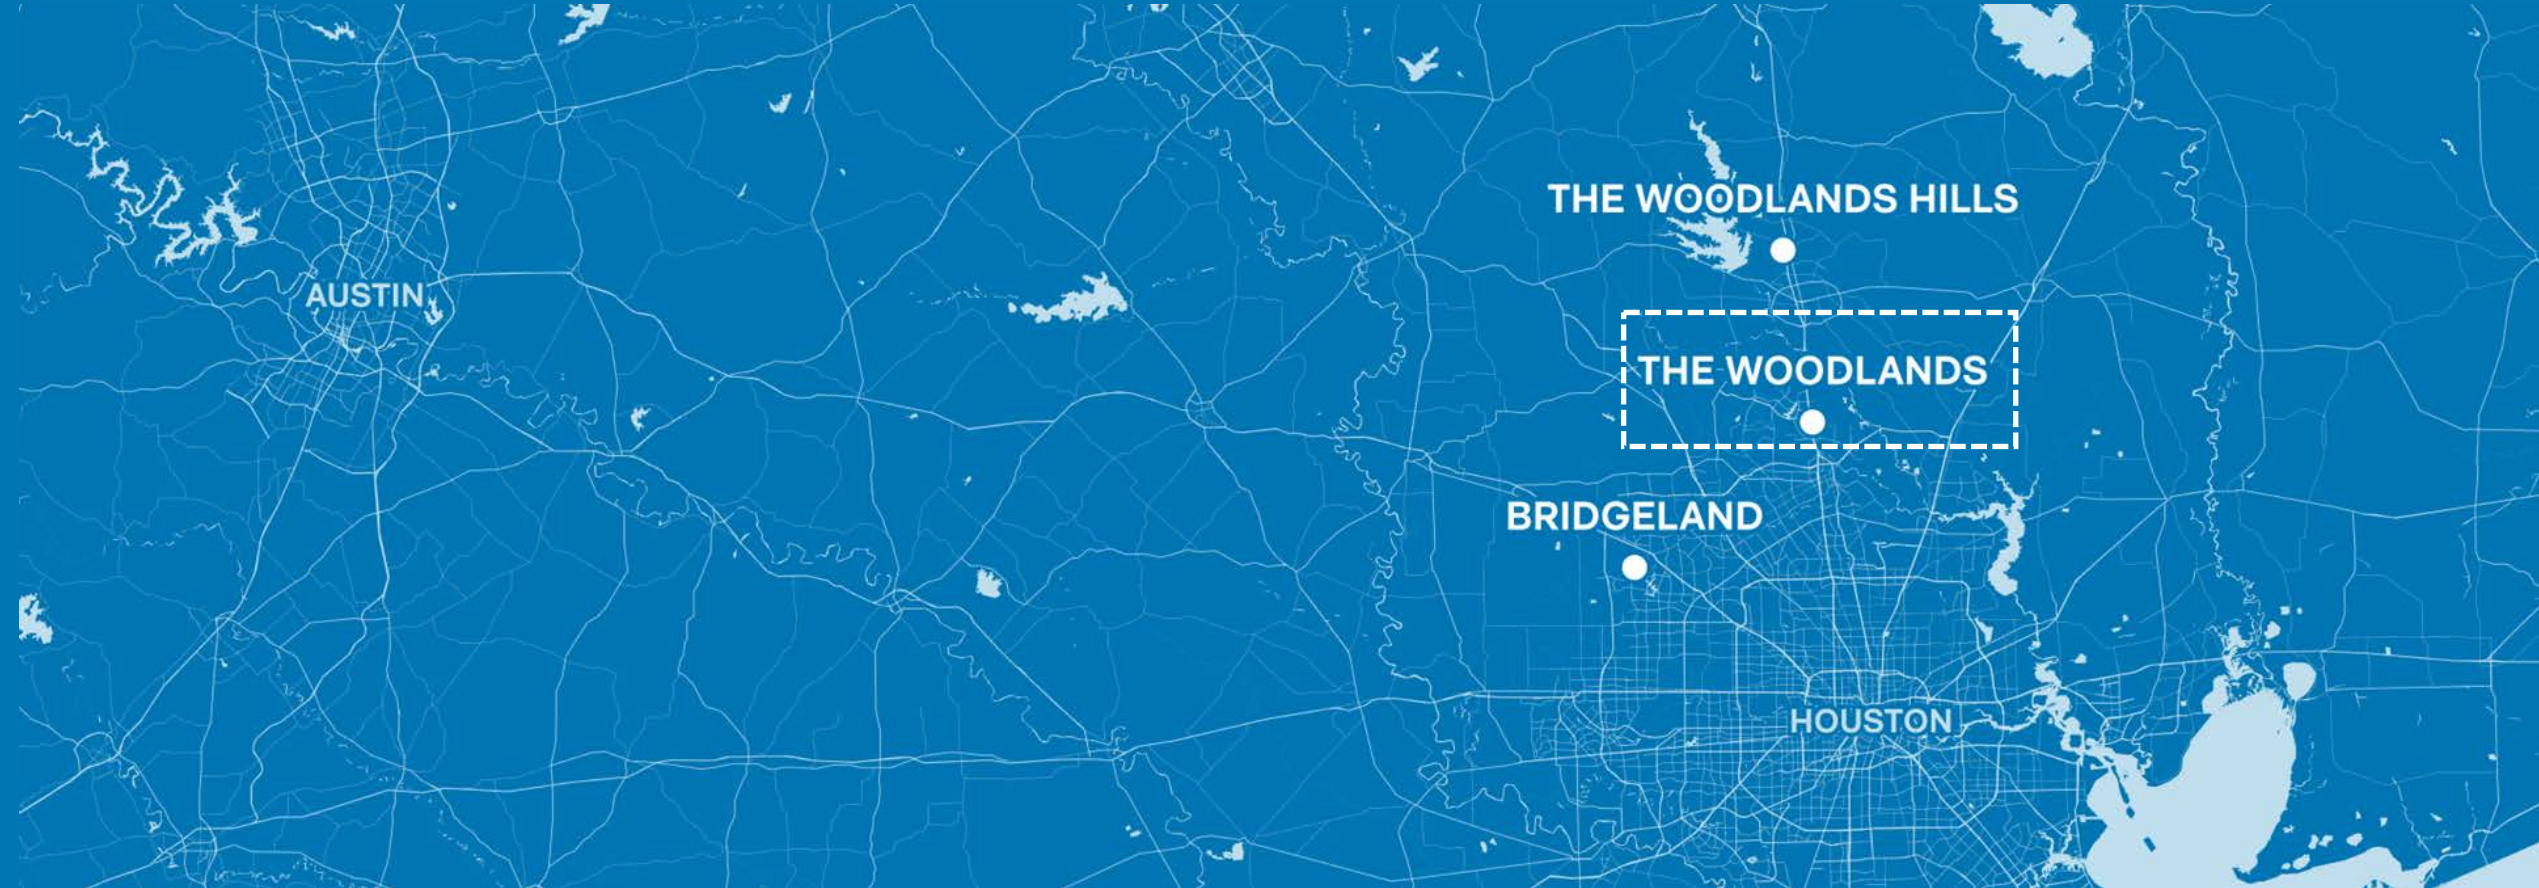 THE WOODLANDS HILLS
AUSTIN
THE WOODLANDS
BRIDGELAND
HOUSTON